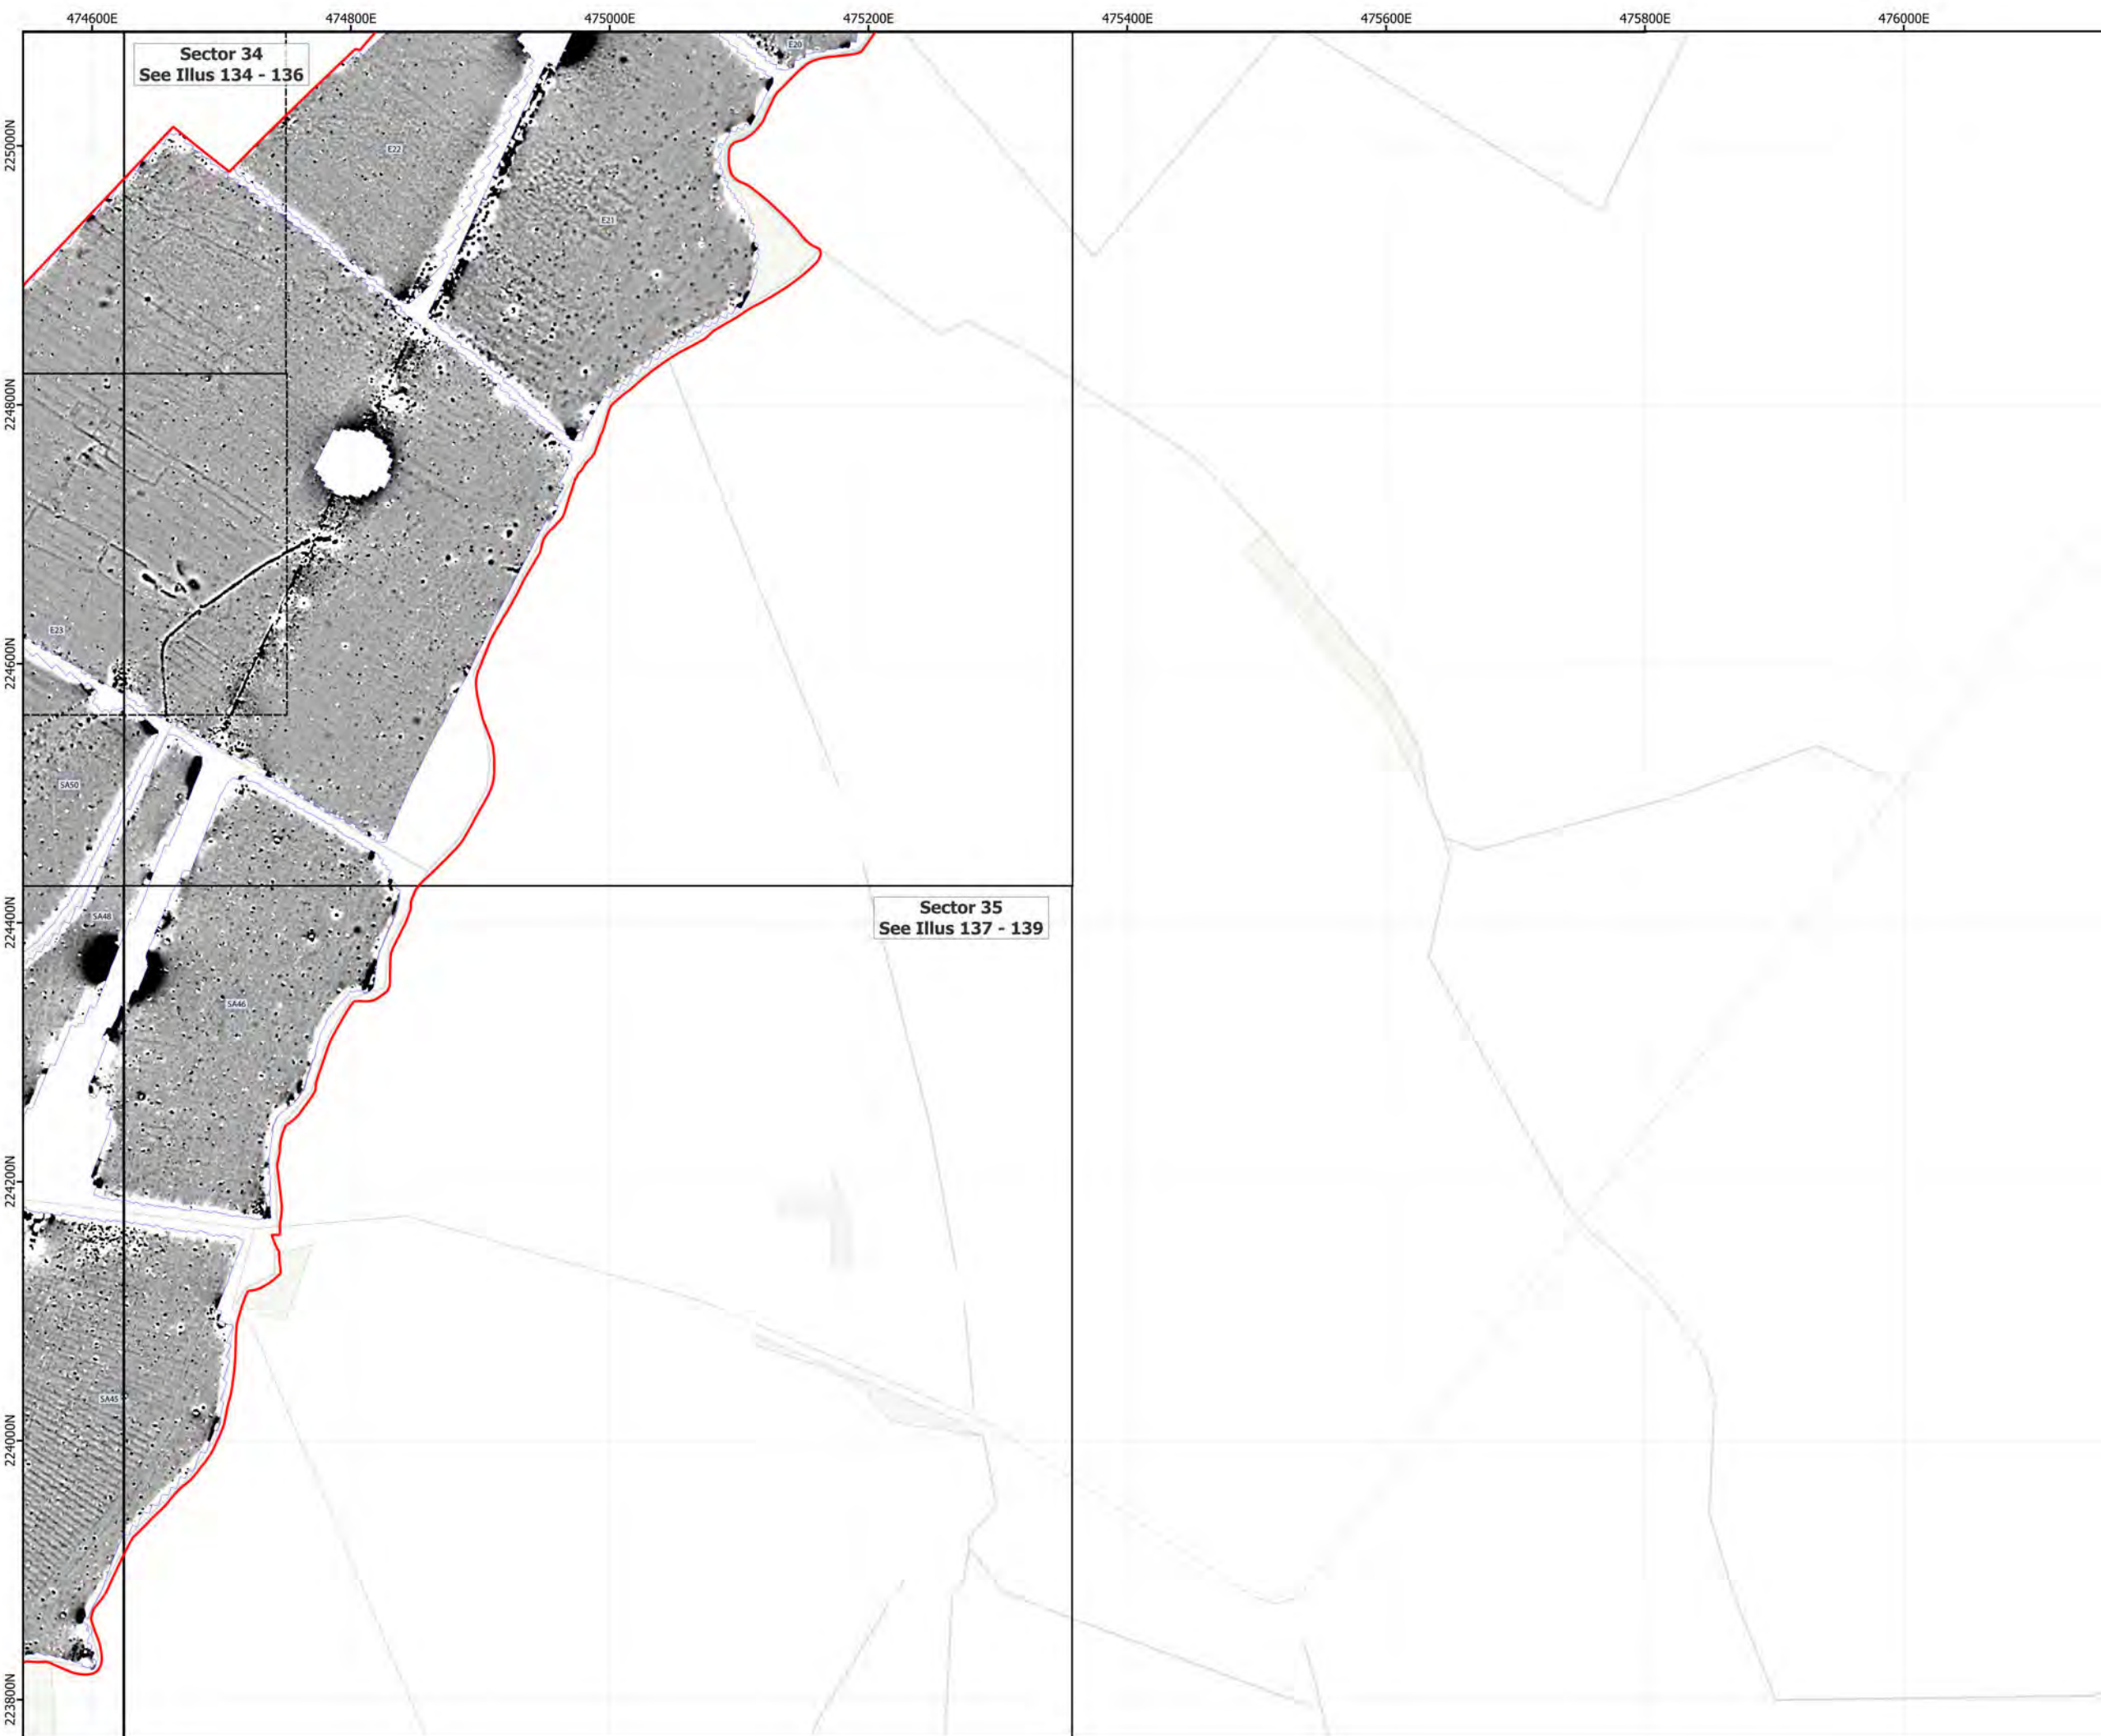 474600E
474800E
475000E
475200E
475400E
475600E
475800E
476000E
Sector 34
See Illus 134 - 136
E20
225000N
E22
E21
224800N
E23
224600N
SA50
224400N
SA48
Sector 35
See Illus 137 - 139
SA46
224200N
SA45
224000N
223800N